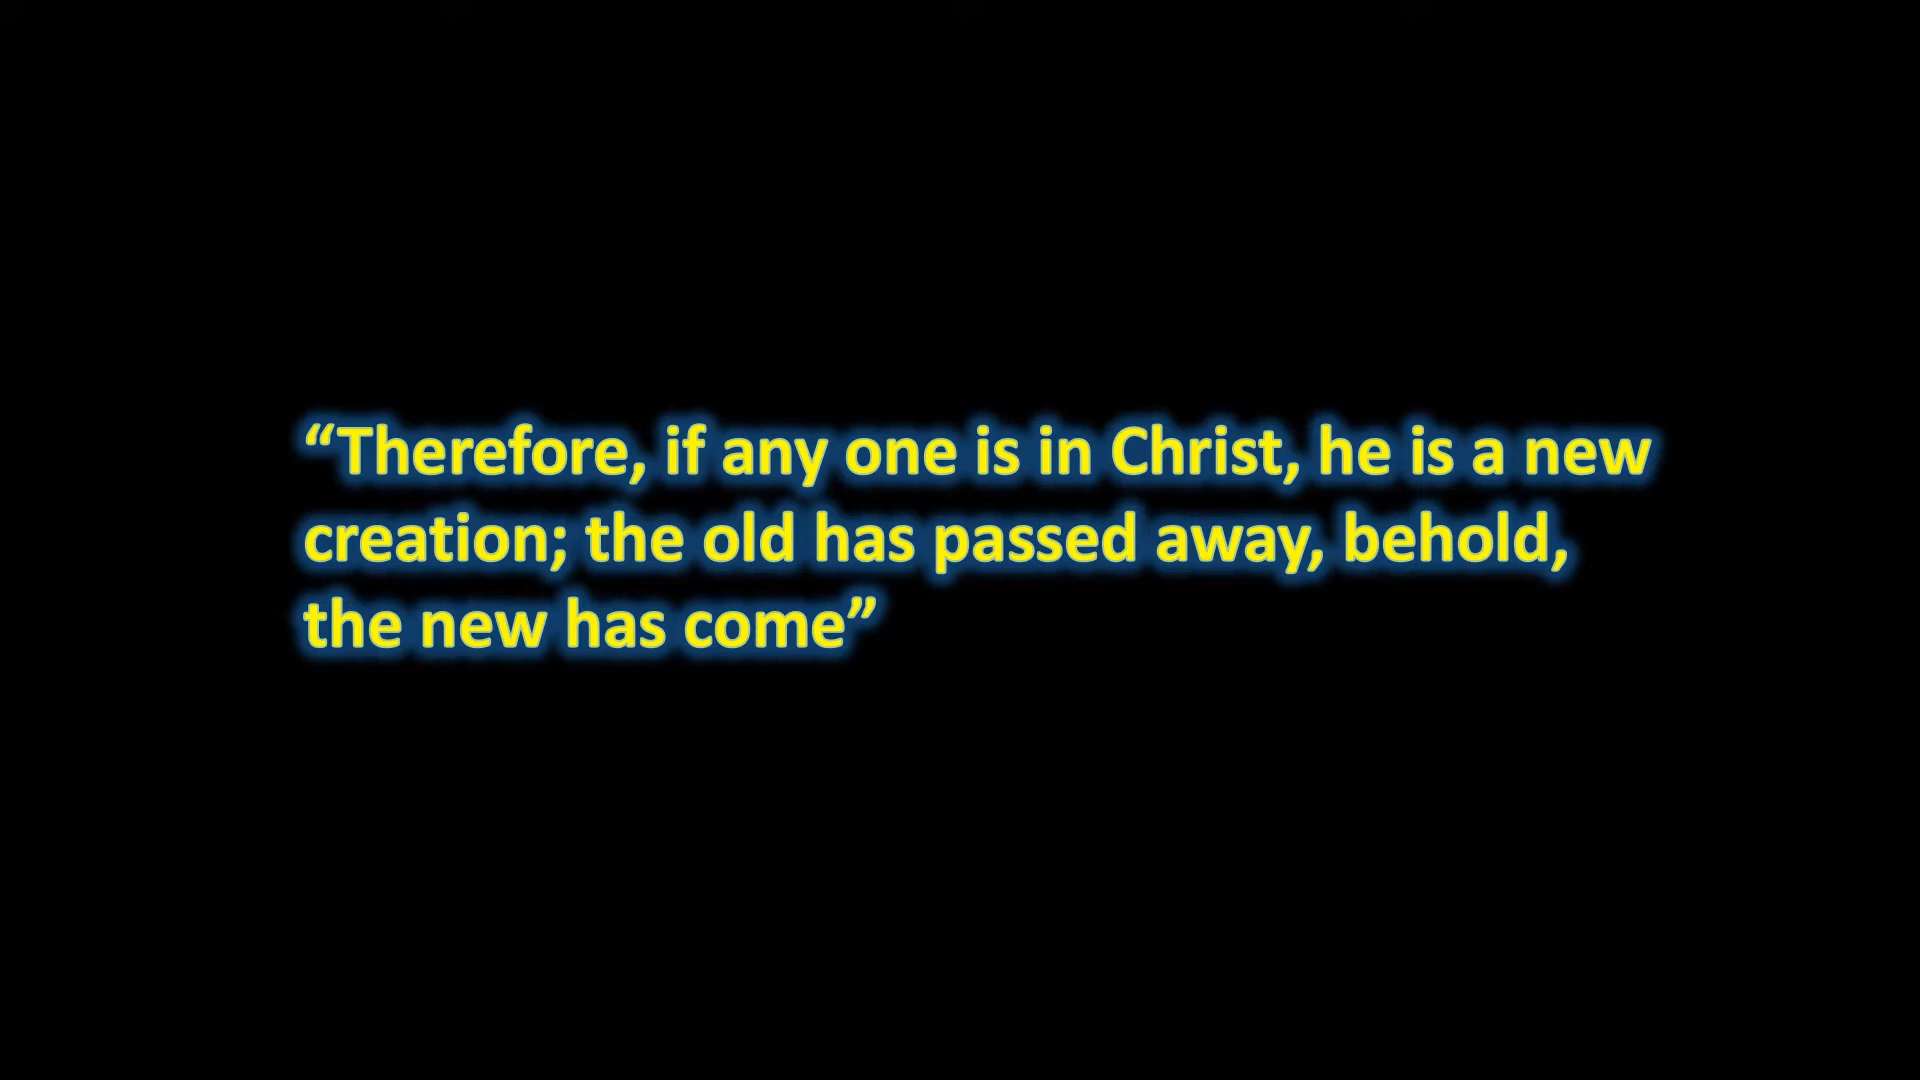 “Therefore, if any one is in Christ, he is a new
creation; the old has passed away, behold,
the new has come”